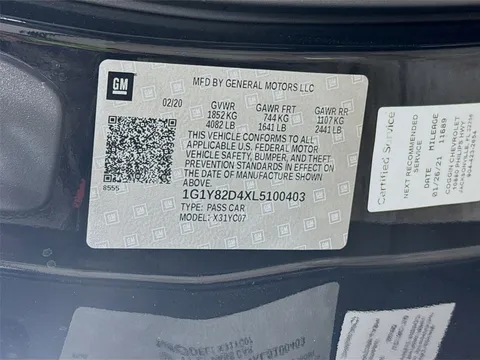 GM
MFD BY GENERAL MOTORS LLC
02/20
GVWR GAWR FRT GAWR RR
1852 KG 744 KG 1107 KG
4082 LB 1641 LB 2441 LB
THIS VEHICLE CONFORMS TO ALL
APPLICABLE U.S. FEDERAL MOTOR
VEHICLE SAFETY, BUMPER, AND THEFT
PREVENTION STANDARDS IN EFFECT ON
THE DATE OF MANUFACTURE SHOWN
ABOVE.
8555
1G1Y82D4XL5100403
TYPE: PASS CAR
MODEL: X31YC07
Certified Service
NEXT RECOMMENDED
SERVICE
DATE MILEAGE
01/26/21 11689
COGGIN CHEVROLET